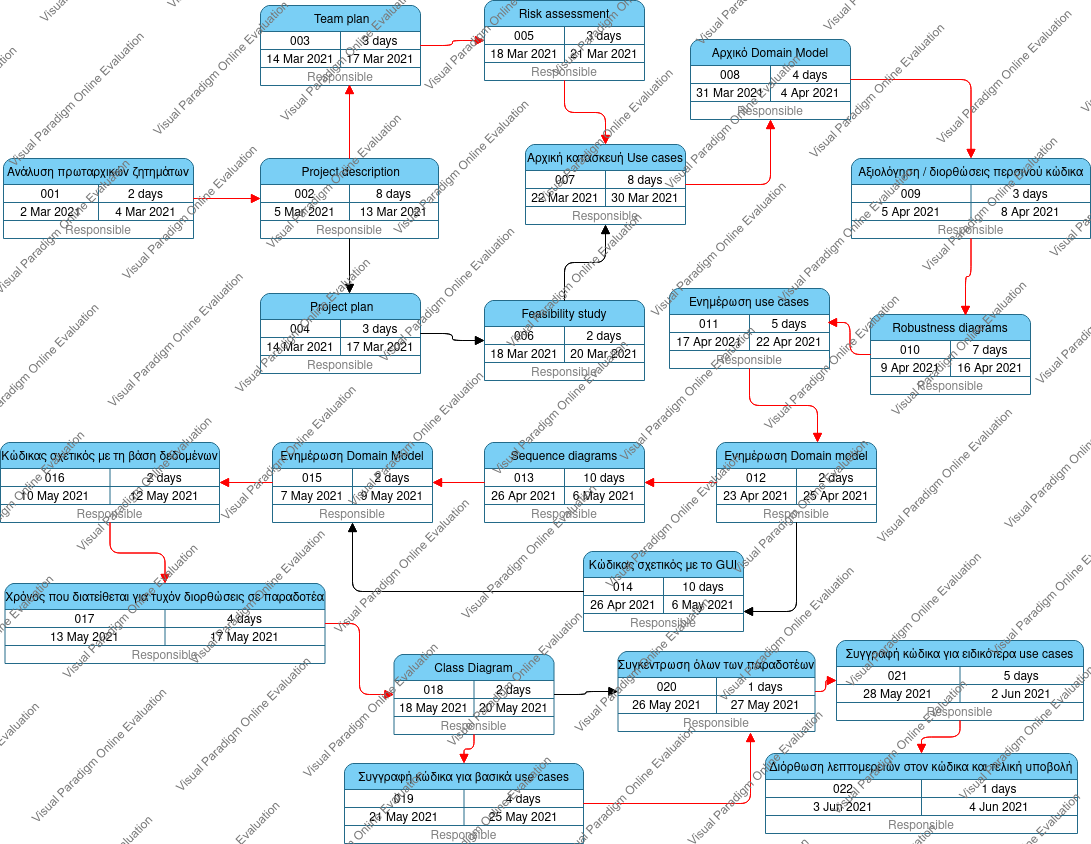 Team plan
003 3 days
14 Mar 2021 17 Mar 2021
Responsible
Risk assessment
005 2 days
18 Mar 2021 21 Mar 2021
Responsible
Αρχικό Domain Model
008 4 days
31 Mar 2021 4 Apr 2021
Responsible
Ανάλυση πρωταρχικών ζητημάτων
001 2 days
2 Mar 2021 4 Mar 2021
Responsible
Project description
002 8 days
5 Mar 2021 13 Mar 2021
Responsible
Αρχική κατασκευή Use cases
007 8 days
22 Mar 2021 30 Mar 2021
Responsible
Αξιολόγηση / διορθώσεις περσινού κώδικα
009 3 days
5 Apr 2021 8 Apr 2021
Responsible
Project plan
004 3 days
14 Mar 2021 17 Mar 2021
Responsible
Feasibility study
006 2 days
18 Mar 2021 20 Mar 2021
Responsible
Ενημέρωση use cases
011 5 days
17 Apr 2021 22 Apr 2021
Responsible
Robustness diagrams
010 7 days
9 Apr 2021 16 Apr 2021
Responsible
Κώδικας σχετικός με τη βάση δεδομένων
016 2 days
10 May 2021 12 May 2021
Responsible
Ενημέρωση Domain Model
015 2 days
7 May 2021 9 May 2021
Responsible
Sequence diagrams
013 10 days
26 Apr 2021 6 May 2021
Responsible
Ενημέρωση Domain model
012 2 days
23 Apr 2021 25 Apr 2021
Responsible
Κώδικας σχετικός με το GUI
014 10 days
26 Apr 2021 6 May 2021
Responsible
Χρόνος που διατείθεται για τυχόν διορθώσεις σε παραδοτέα
017 4 days
13 May 2021 17 May 2021
Responsible
Class Diagram
018 2 days
18 May 2021 20 May 2021
Responsible
Συγκέντρωση όλων των παραδοτέων
020 1 days
26 May 2021 27 May 2021
Responsible
Συγγραφή κώδικα για ειδικότερα use cases
021 5 days
28 May 2021 2 Jun 2021
Responsible
Συγγραφή κώδικα για βασικά use cases
019 4 days
21 May 2021 25 May 2021
Responsible
Διόρθωση λεπτομερειών στον κώδικα και τελική υποβολή
022 1 days
3 Jun 2021 4 Jun 2021
Responsible
Visual Paradigm Online Evaluation